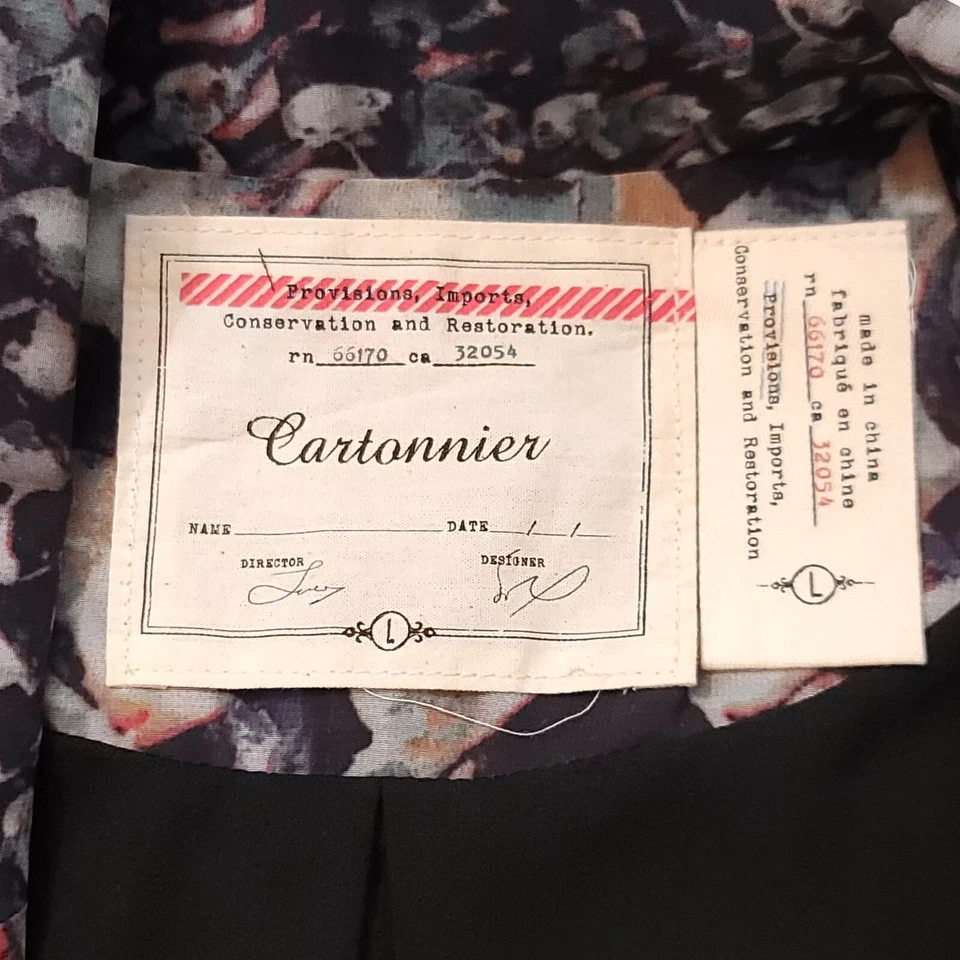 Provisions, Imports,
Conservation and Restoration.
rn 66170 ca 32054
Cartonnier
NAME DATE / /
DIRECTOR DESIGNER
L
made in china
fabriqué en chine
rn 66170 ca 32054
Provisions, Imports,
Conservation and Restoration
L